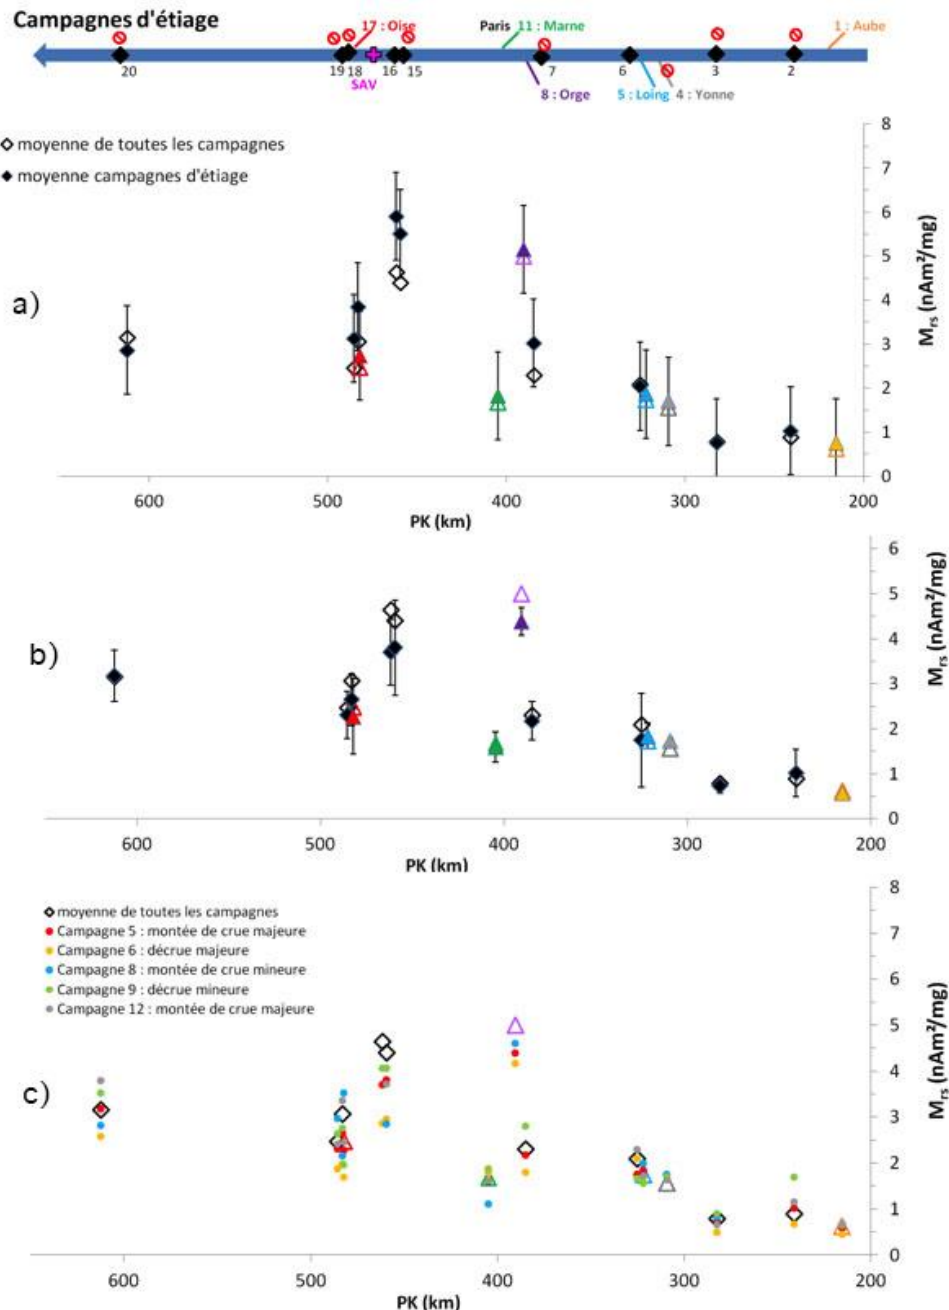 Campagnes d'étiage
17 : Oise
Paris 11 : Marne
1 : Aube
20
19 18
SAV
16 15
7
8 : Orge
6
5 : Loing
4 : Yonne
3
2
◇ moyenne de toutes les campagnes
◆ moyenne campagnes d'étiage
a)
8
7
6
5
4
3
2
1
0
Mrs (nAm²/mg)
600 500 400 300 200
PK (km)
b)
6
5
4
3
2
1
0
Mrs (nAm²/mg)
600 500 400 300 200
PK (km)
c)
◇ moyenne de toutes les campagnes
• Campagne 5 : montée de crue majeure
• Campagne 6 : décrue majeure
• Campagne 8 : montée de crue mineure
• Campagne 9 : décrue mineure
• Campagne 12 : montée de crue majeure
8
7
6
5
4
3
2
1
0
Mrs (nAm²/mg)
600 500 400 300 200
PK (km)